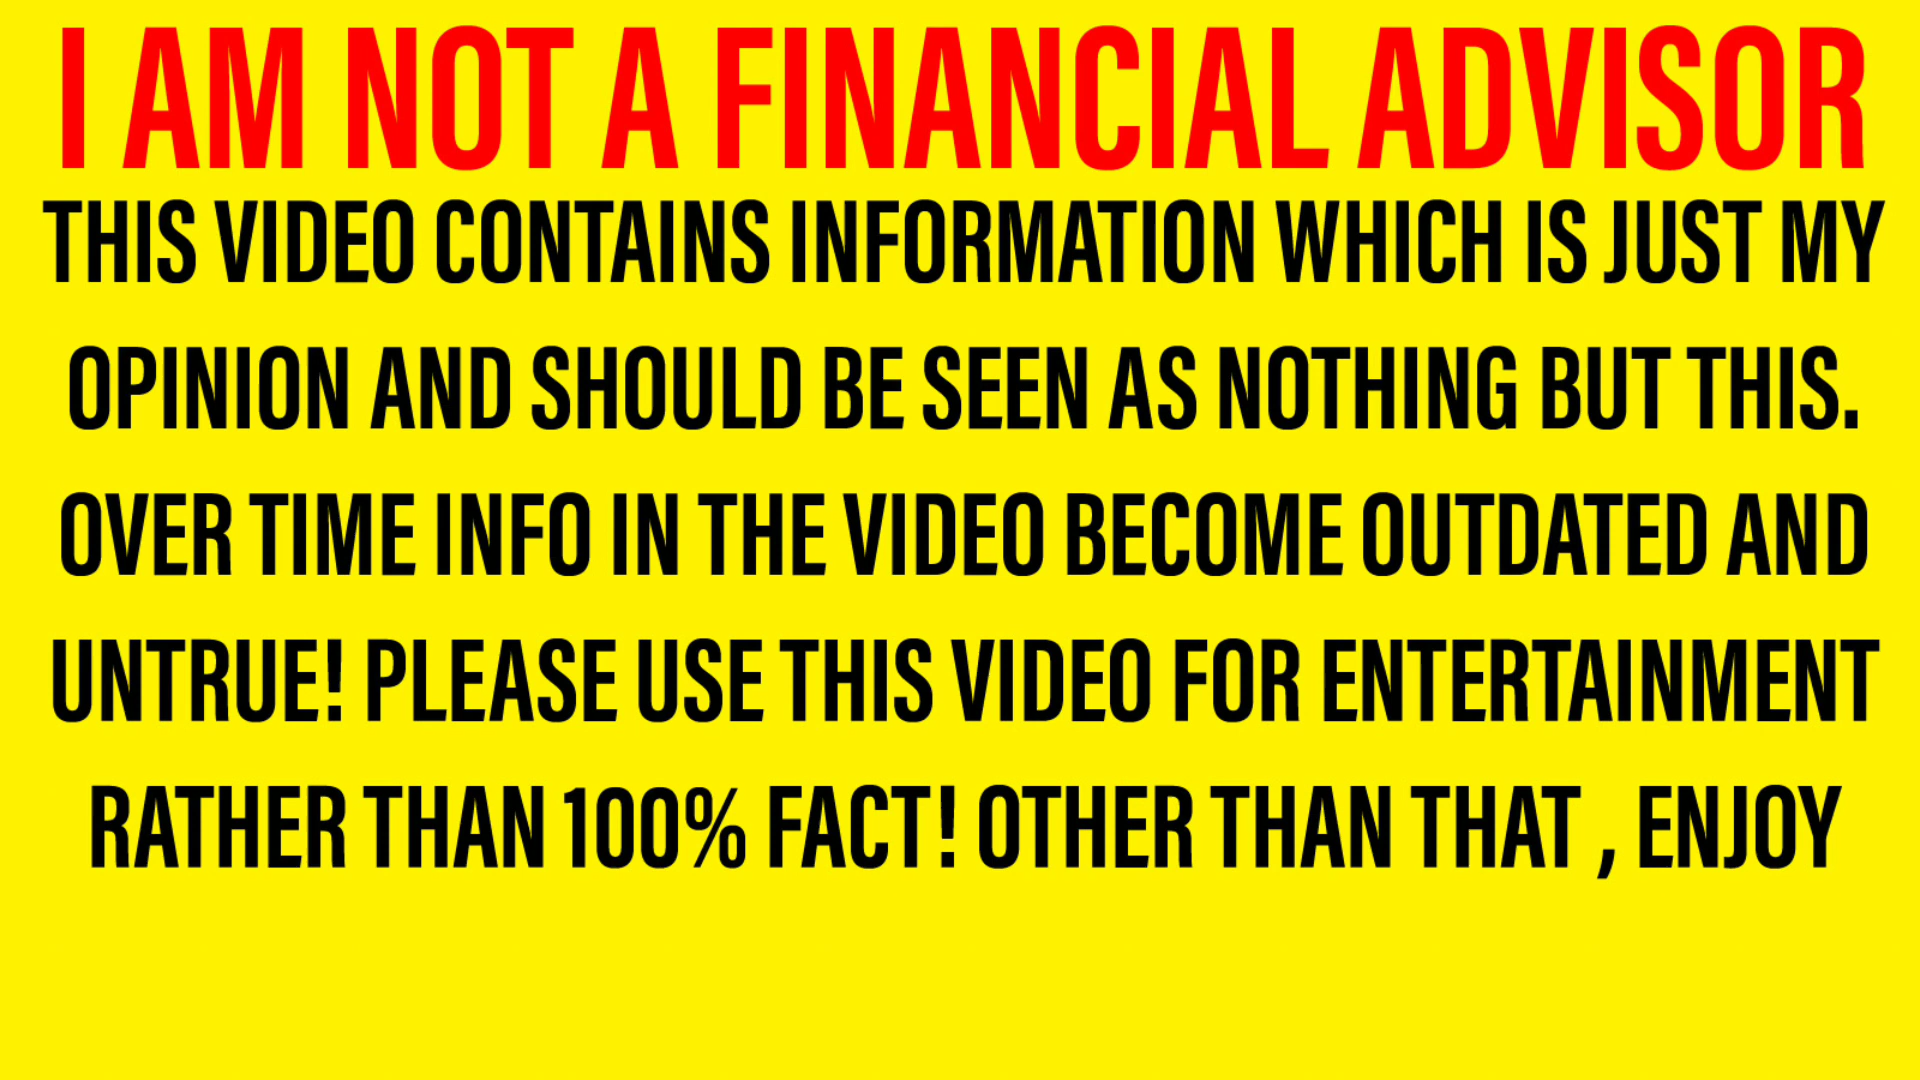 I AM NOT A FINANCIAL ADVISOR
THIS VIDEO CONTAINS INFORMATION WHICH IS JUST MY
OPINION AND SHOULD BE SEEN AS NOTHING BUT THIS.
OVER TIME INFO IN THE VIDEO BECOME OUTDATED AND
UNTRUE! PLEASE USE THIS VIDEO FOR ENTERTAINMENT
RATHER THAN 100% FACT! OTHER THAN THAT , ENJOY